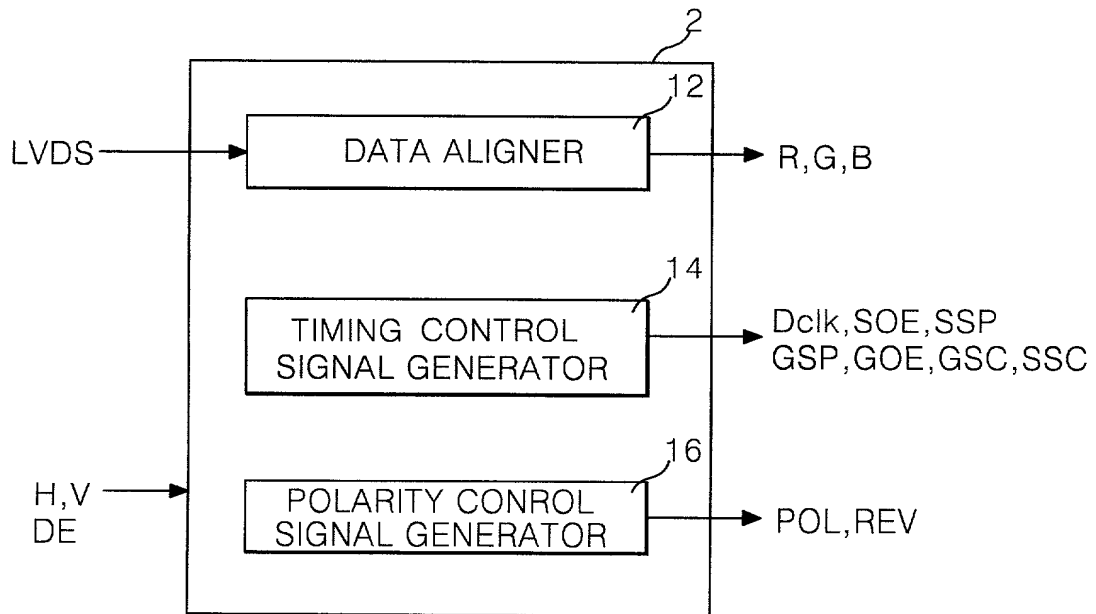 2
12
LVDS
DATA ALIGNER
R,G,B
14
TIMING CONTROL
SIGNAL GENERATOR
Dclk,SOE,SSP
GSP,GOE,GSC,SSC
16
H,V
DE
POLARITY CONROL
SIGNAL GENERATOR
POL,REV